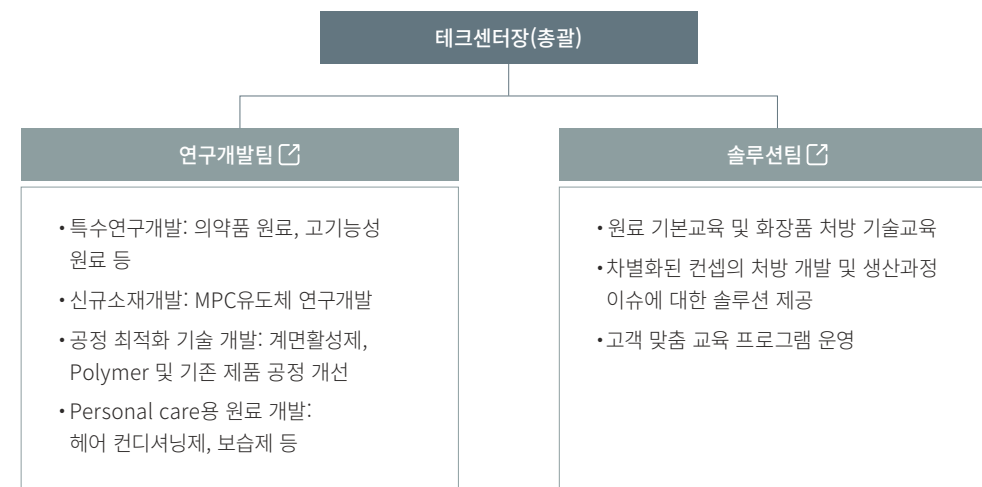 테크센터장(총괄)
연구개발팀
• 특수연구개발: 의약품 원료, 고기능성
원료 등
• 신규소재개발: MPC유도체 연구개발
• 공정 최적화 기술 개발: 계면활성제,
Polymer 및 기존 제품 공정 개선
• Personal care용 원료 개발:
헤어 컨디셔닝제, 보습제 등
솔루션팀
• 원료 기본교육 및 화장품 처방 기술교육
• 차별화된 컨셉의 처방 개발 및 생산과정
이슈에 대한 솔루션 제공
• 고객 맞춤 교육 프로그램 운영